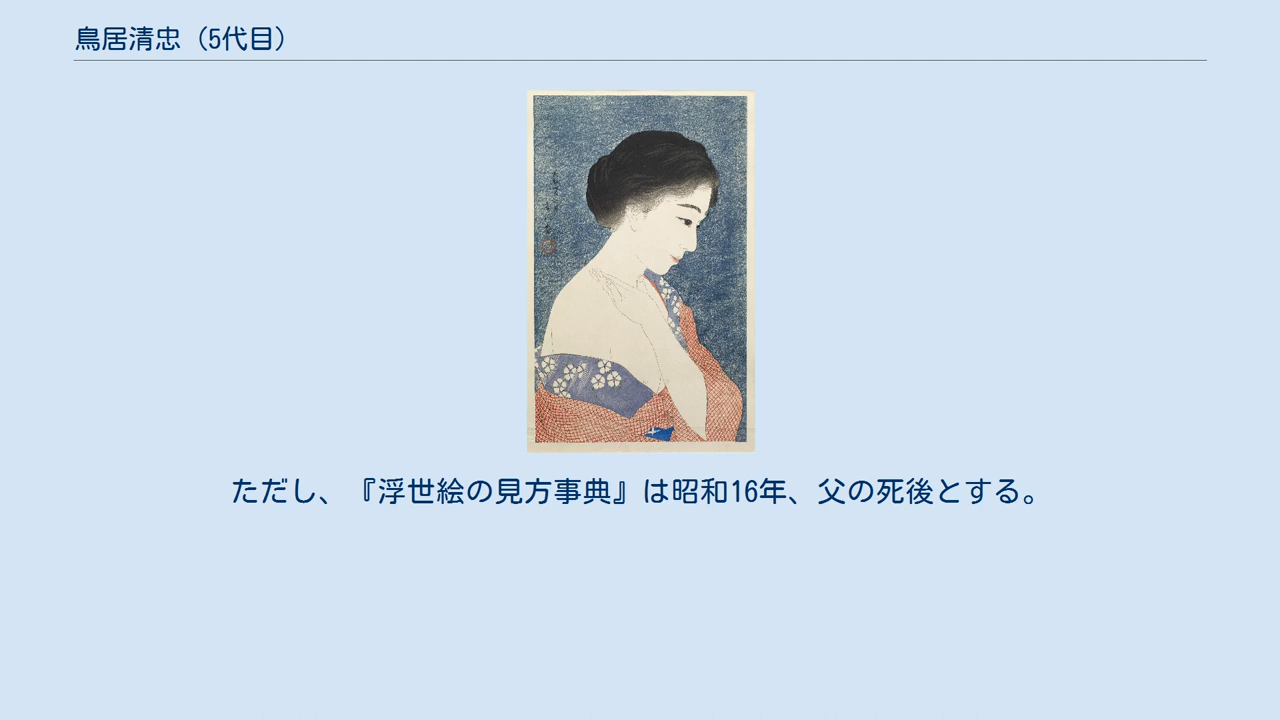 鳥居清忠（5代目）
ただし、『浮世絵の見方事典』は昭和16年、父の死後とする。